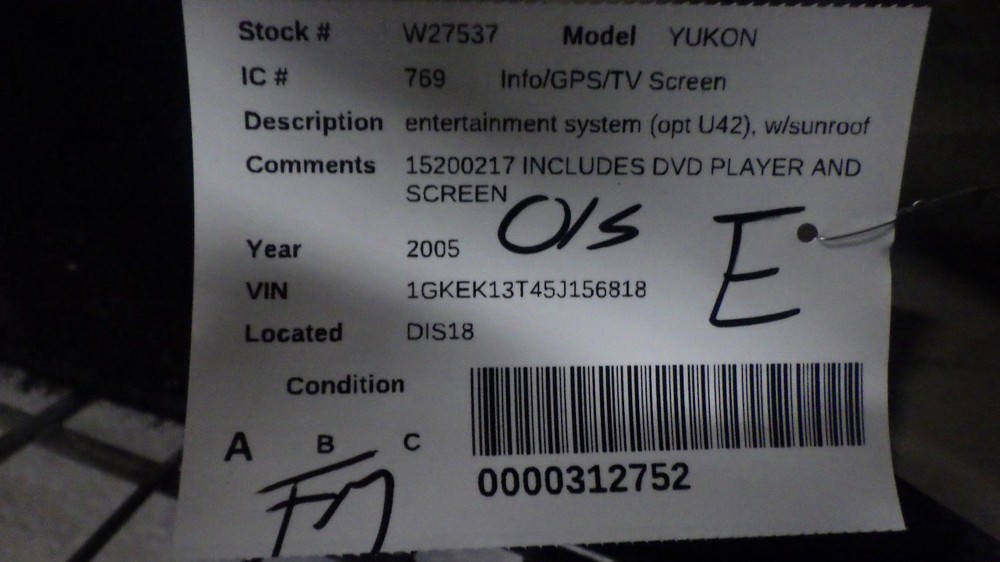 Stock # W27537 Model YUKON
IC # 769 Info/GPS/TV Screen
Description entertainment system (opt U42), w/sunroof
Comments 15200217 INCLUDES DVD PLAYER AND
SCREEN
O/S
E
Year 2005
VIN 1GKEK13T45J156818
Located DIS18
Condition
A B C
FM
0000312752